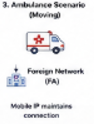 3. Ambulance Scenario
(Moving)
Foreign Network
(FA)
Mobile IP maintains
connection